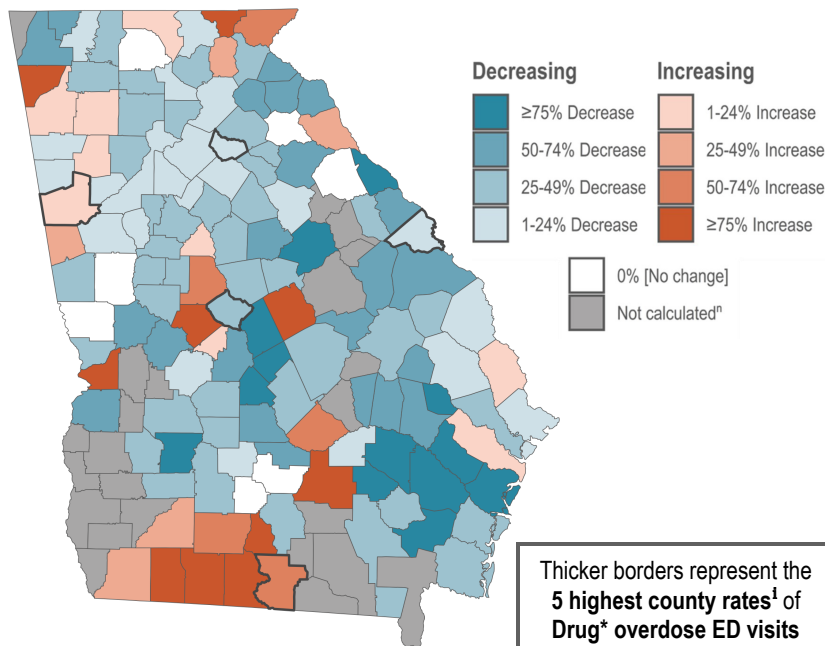 Decreasing
≥75% Decrease
50-74% Decrease
25-49% Decrease
1-24% Decrease
Increasing
1-24% Increase
25-49% Increase
50-74% Increase
≥75% Increase
0% [No change]
Not calculatedⁿ
Thicker borders represent the
5 highest county rates¹ of
Drug* overdose ED visits